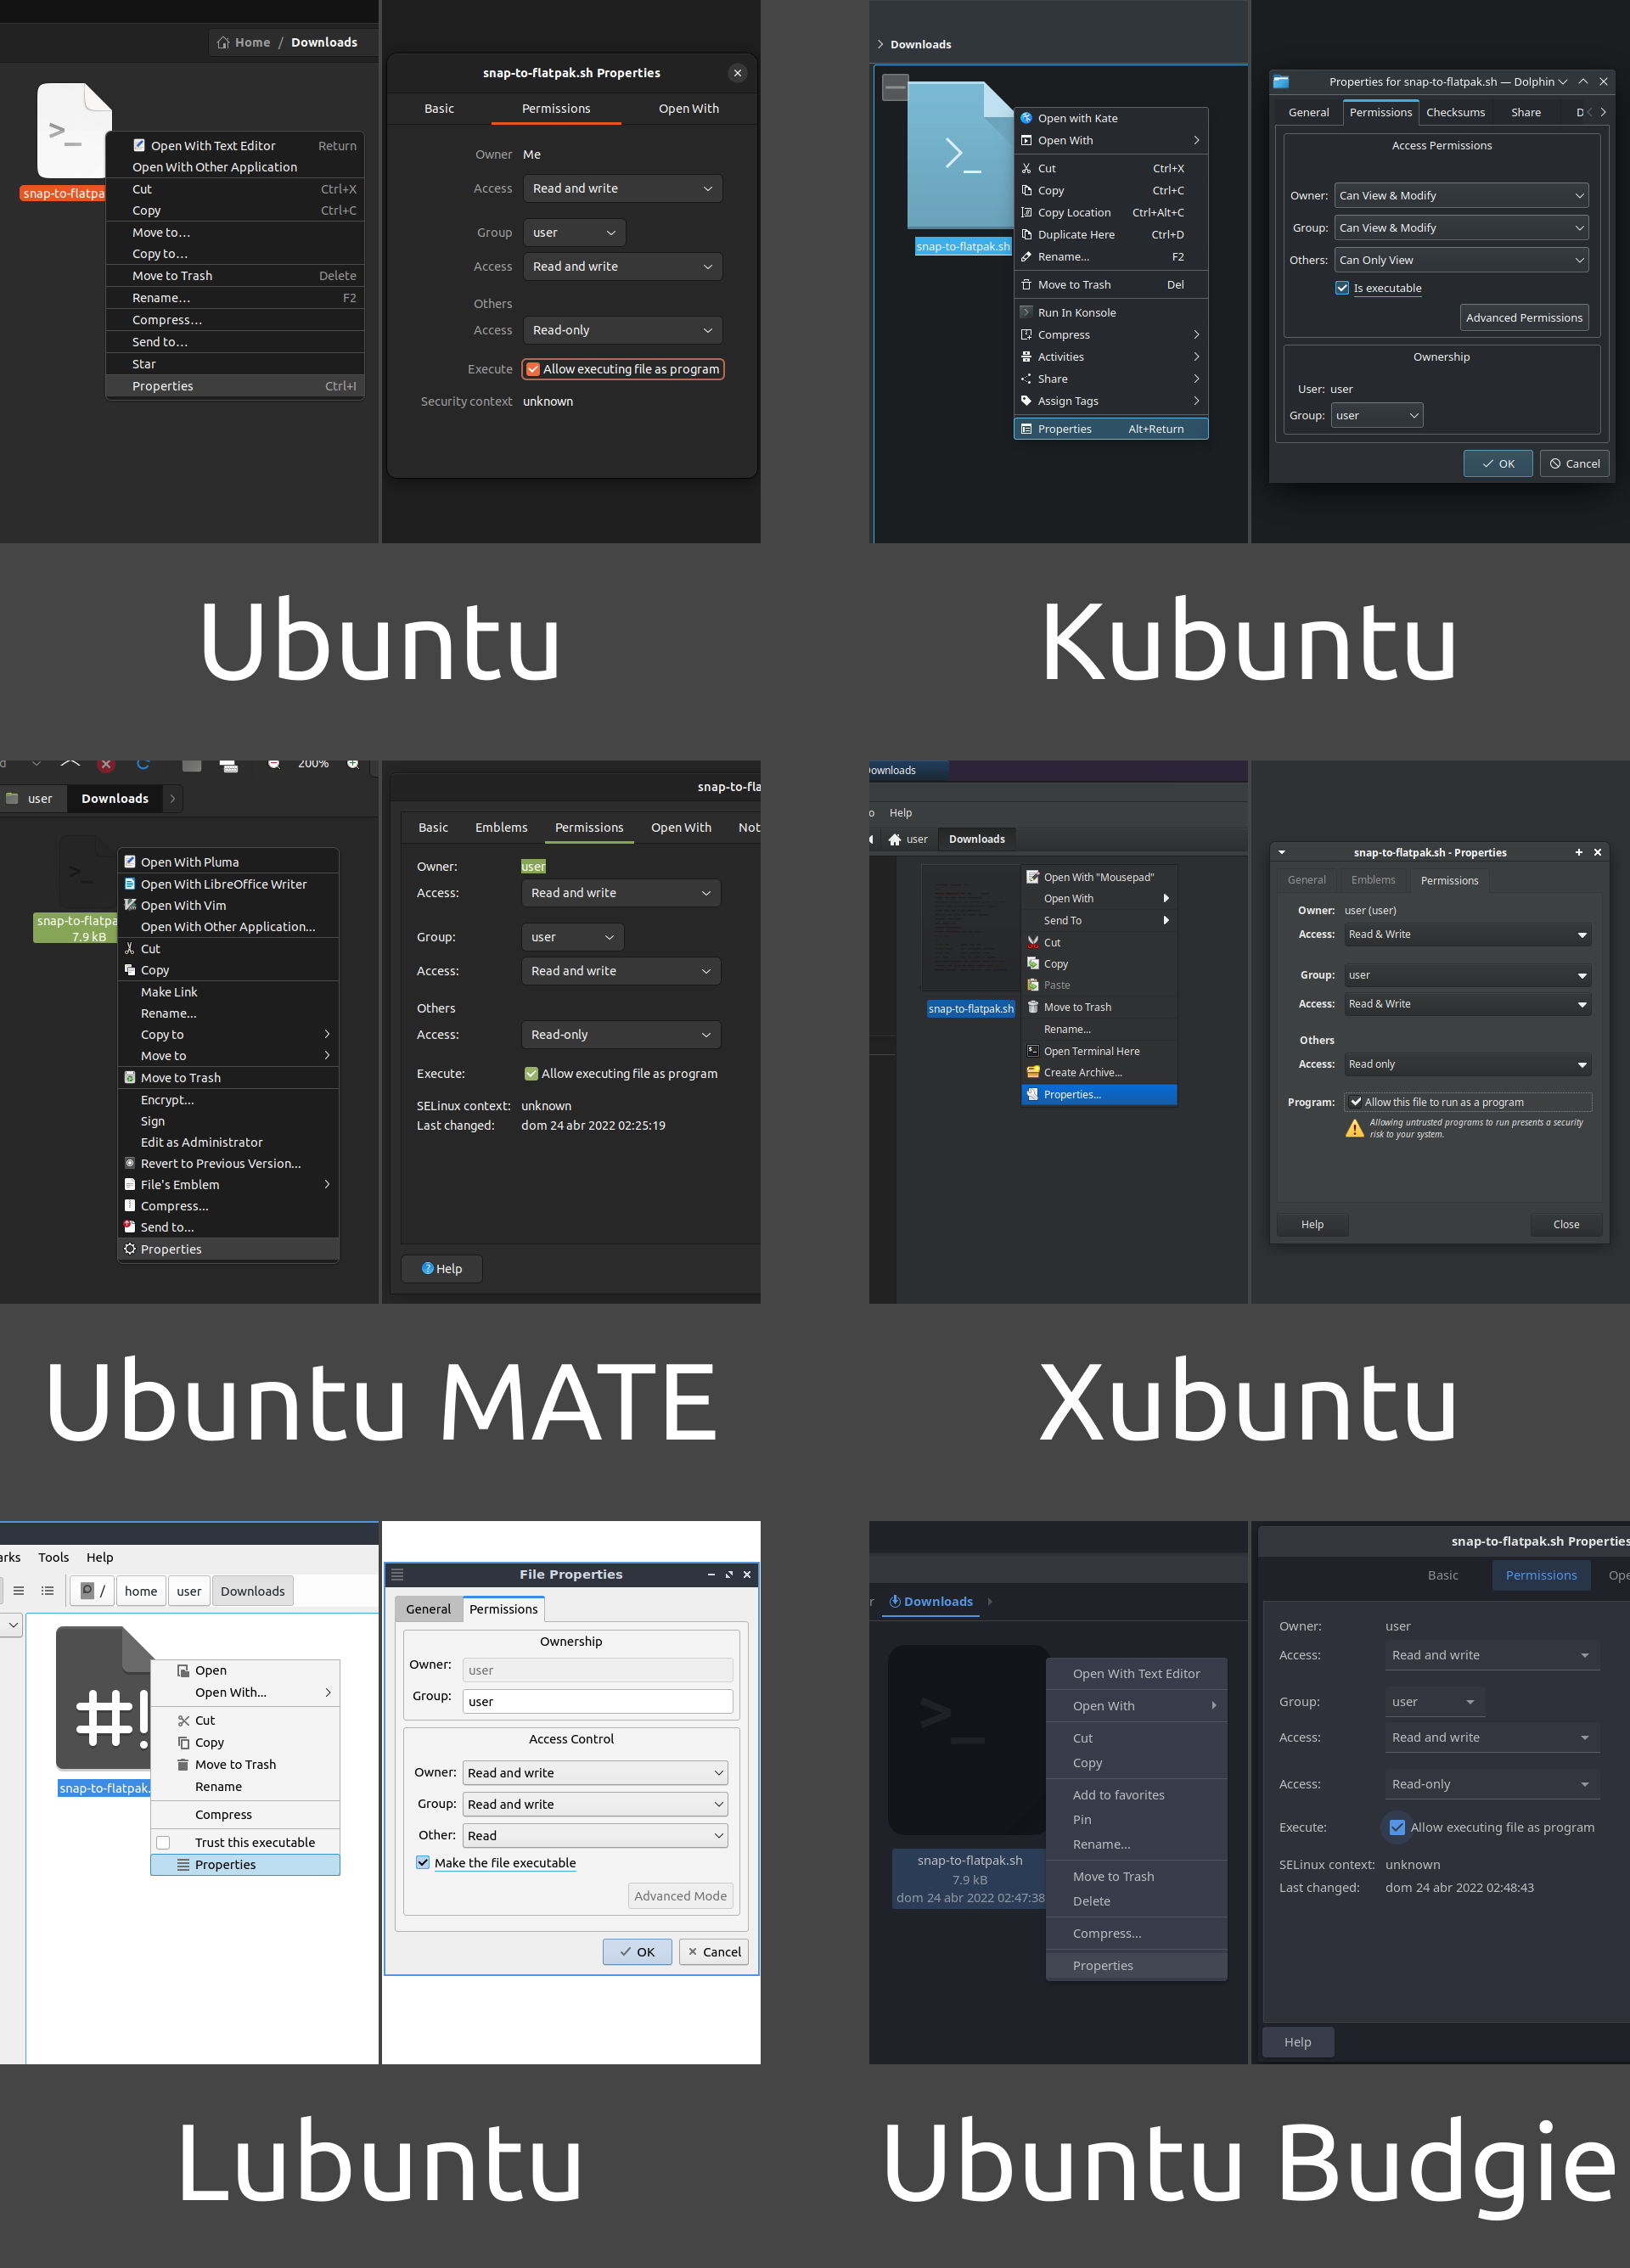 Home / Downloads
snap-to-flatpa
Open With Text Editor Return
Open With Other Application
Cut Ctrl+X
Copy Ctrl+C
Move to…
Copy to…
Move to Trash Delete
Rename… F2
Compress…
Send to…
Star
Properties Ctrl+I
snap-to-flatpak.sh Properties
Basic Permissions Open With
Owner Me
Access Read and write
Group user
Access Read and write
Others
Access Read-only
Execute Allow executing file as program
Security context unknown
Ubuntu
Downloads
snap-to-flatpak.sh
Open with Kate
Open With
Cut Ctrl+X
Copy Ctrl+C
Copy Location Ctrl+Alt+C
Duplicate Here Ctrl+D
Rename... F2
Move to Trash Del
Run In Konsole
Compress
Activities
Share
Assign Tags
Properties Alt+Return
Properties for snap-to-flatpak.sh — Dolphin
General Permissions Checksums Share D
Access Permissions
Owner: Can View & Modify
Group: Can View & Modify
Others: Can Only View
Is executable
Advanced Permissions
Ownership
User: user
Group: user
OK Cancel
Kubuntu
200%
user Downloads
snap-to-flatpa
7.9 kB
Open With Pluma
Open With LibreOffice Writer
Open With Vim
Open With Other Application...
Cut
Copy
Make Link
Rename...
Copy to
Move to
Move to Trash
Encrypt...
Sign
Edit as Administrator
Revert to Previous Version...
File's Emblem
Compress...
Send to...
Properties
snap-to-fla
Basic Emblems Permissions Open With Not
Owner: user
Access: Read and write
Group: user
Access: Read and write
Others
Access: Read-only
Execute: Allow executing file as program
SELinux context: unknown
Last changed: dom 24 abr 2022 02:25:19
Help
Ubuntu MATE
ownloads
o Help
user Downloads
snap-to-flatpak.sh
Open With "Mousepad"
Open With
Send To
Cut
Copy
Paste
Move to Trash
Rename...
Open Terminal Here
Create Archive...
Properties...
snap-to-flatpak.sh - Properties
General Emblems Permissions
Owner: user (user)
Access: Read & Write
Group: user
Access: Read & Write
Others
Access: Read only
Program: Allow this file to run as a program
Allowing untrusted programs to run presents a security
risk to your system.
Help Close
Xubuntu
arks Tools Help
/ home user Downloads
#!
snap-to-flatpak.
Open
Open With...
Cut
Copy
Move to Trash
Rename
Compress
Trust this executable
Properties
File Properties
General Permissions
Ownership
Owner: user
Group: user
Access Control
Owner: Read and write
Group: Read and write
Other: Read
Make the file executable
Advanced Mode
OK Cancel
Lubuntu
r Downloads
snap-to-flatpak.sh
7.9 kB
dom 24 abr 2022 02:47:38
Open With Text Editor
Open With
Cut
Copy
Add to favorites
Pin
Rename...
Move to Trash
Delete
Compress...
Properties
snap-to-flatpak.sh Properties
Basic Permissions Ope
Owner: user
Access: Read and write
Group: user
Access: Read and write
Access: Read-only
Execute: Allow executing file as program
SELinux context: unknown
Last changed: dom 24 abr 2022 02:48:43
Help
Ubuntu Budgie